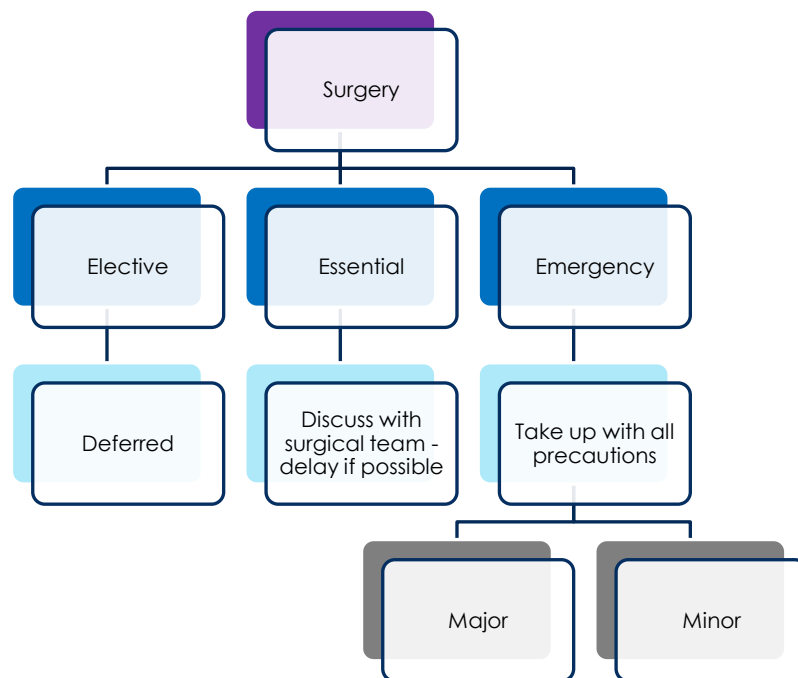 Surgery
Elective
Essential
Emergency
Deferred
Discuss with
surgical team -
delay if possible
Take up with all
precautions
Major
Minor